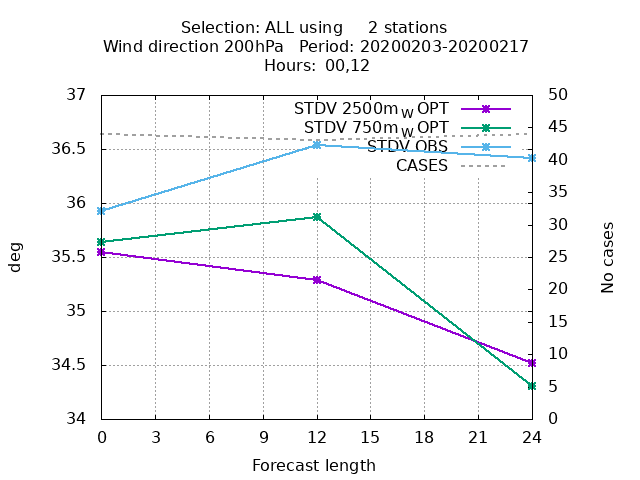 Selection: ALL using 2 stations
Wind direction 200hPa Period: 20200203-20200217
Hours: 00,12
37
36.5
36
35.5
35
34.5
34
deg
STDV 2500m W OPT
STDV 750m W OPT
STDV OBS
CASES
50
45
40
35
30
25
20
15
10
5
0
No cases
0 3 6 9 12 15 18 21 24
Forecast length